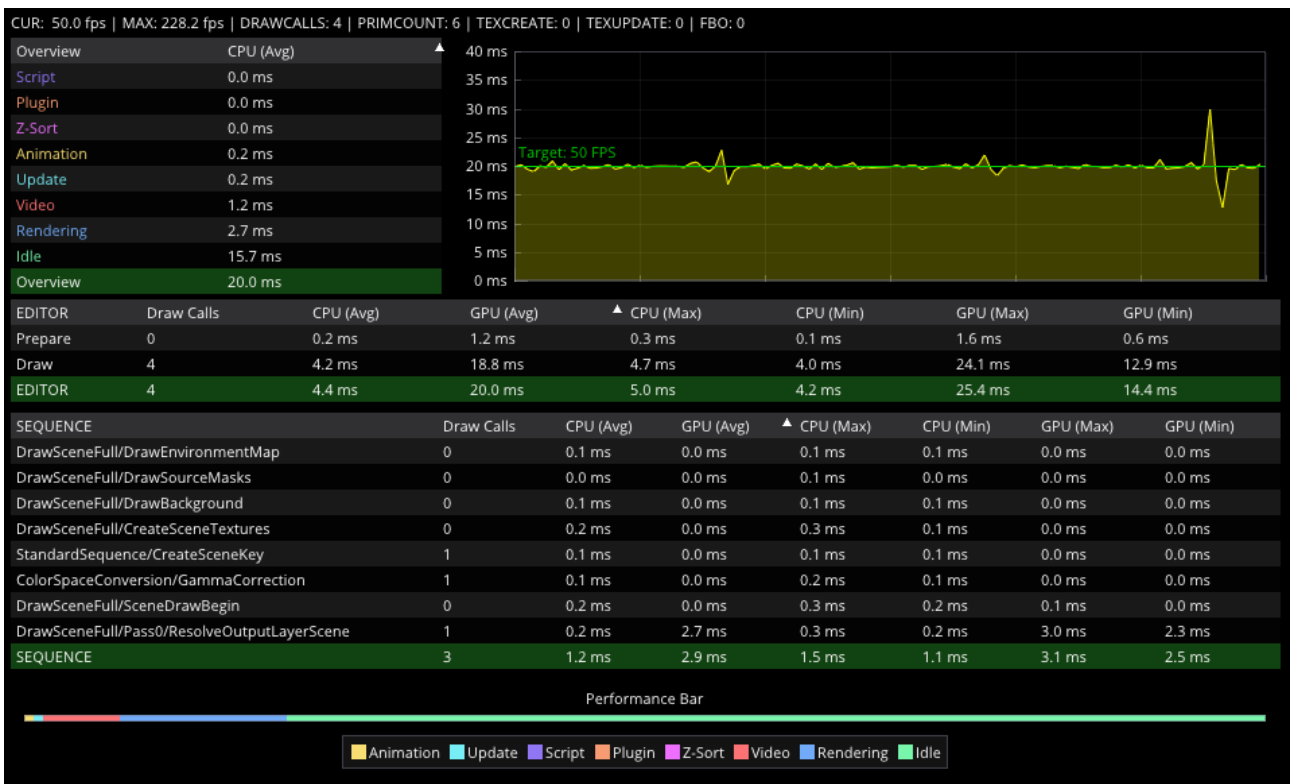 CUR: 50.0 fps | MAX: 228.2 fps | DRAWCALLS: 4 | PRIMCOUNT: 6 | TEXCREATE: 0 | TEXUPDATE: 0 | FBO: 0
Overview CPU (Avg)
Script 0.0 ms
Plugin 0.0 ms
Z-Sort 0.0 ms
Animation 0.2 ms
Update 0.2 ms
Video 1.2 ms
Rendering 2.7 ms
Idle 15.7 ms
Overview 20.0 ms
40 ms
35 ms
30 ms
25 ms
Target: 50 FPS
20 ms
15 ms
10 ms
5 ms
0 ms
EDITOR Draw Calls CPU (Avg) GPU (Avg) CPU (Max) CPU (Min) GPU (Max) GPU (Min)
Prepare 0 0.2 ms 1.2 ms 0.3 ms 0.1 ms 1.6 ms 0.6 ms
Draw 4 4.2 ms 18.8 ms 4.7 ms 4.0 ms 24.1 ms 12.9 ms
EDITOR 4 4.4 ms 20.0 ms 5.0 ms 4.2 ms 25.4 ms 14.4 ms
SEQUENCE Draw Calls CPU (Avg) GPU (Avg) CPU (Max) CPU (Min) GPU (Max) GPU (Min)
DrawSceneFull/DrawEnvironmentMap 0 0.1 ms 0.0 ms 0.1 ms 0.1 ms 0.0 ms 0.0 ms
DrawSceneFull/DrawSourceMasks 0 0.0 ms 0.0 ms 0.1 ms 0.0 ms 0.0 ms 0.0 ms
DrawSceneFull/DrawBackground 0 0.1 ms 0.0 ms 0.1 ms 0.1 ms 0.0 ms 0.0 ms
DrawSceneFull/CreateSceneTextures 0 0.2 ms 0.0 ms 0.3 ms 0.1 ms 0.0 ms 0.0 ms
StandardSequence/CreateSceneKey 1 0.1 ms 0.0 ms 0.1 ms 0.1 ms 0.0 ms 0.0 ms
ColorSpaceConversion/GammaCorrection 1 0.1 ms 0.0 ms 0.2 ms 0.1 ms 0.0 ms 0.0 ms
DrawSceneFull/SceneDrawBegin 0 0.2 ms 0.0 ms 0.3 ms 0.2 ms 0.1 ms 0.0 ms
DrawSceneFull/Pass0/ResolveOutputLayerScene 1 0.2 ms 2.7 ms 0.3 ms 0.2 ms 3.0 ms 2.3 ms
SEQUENCE 3 1.2 ms 2.9 ms 1.5 ms 1.1 ms 3.1 ms 2.5 ms
Performance Bar
Animation Update Script Plugin Z-Sort Video Rendering Idle